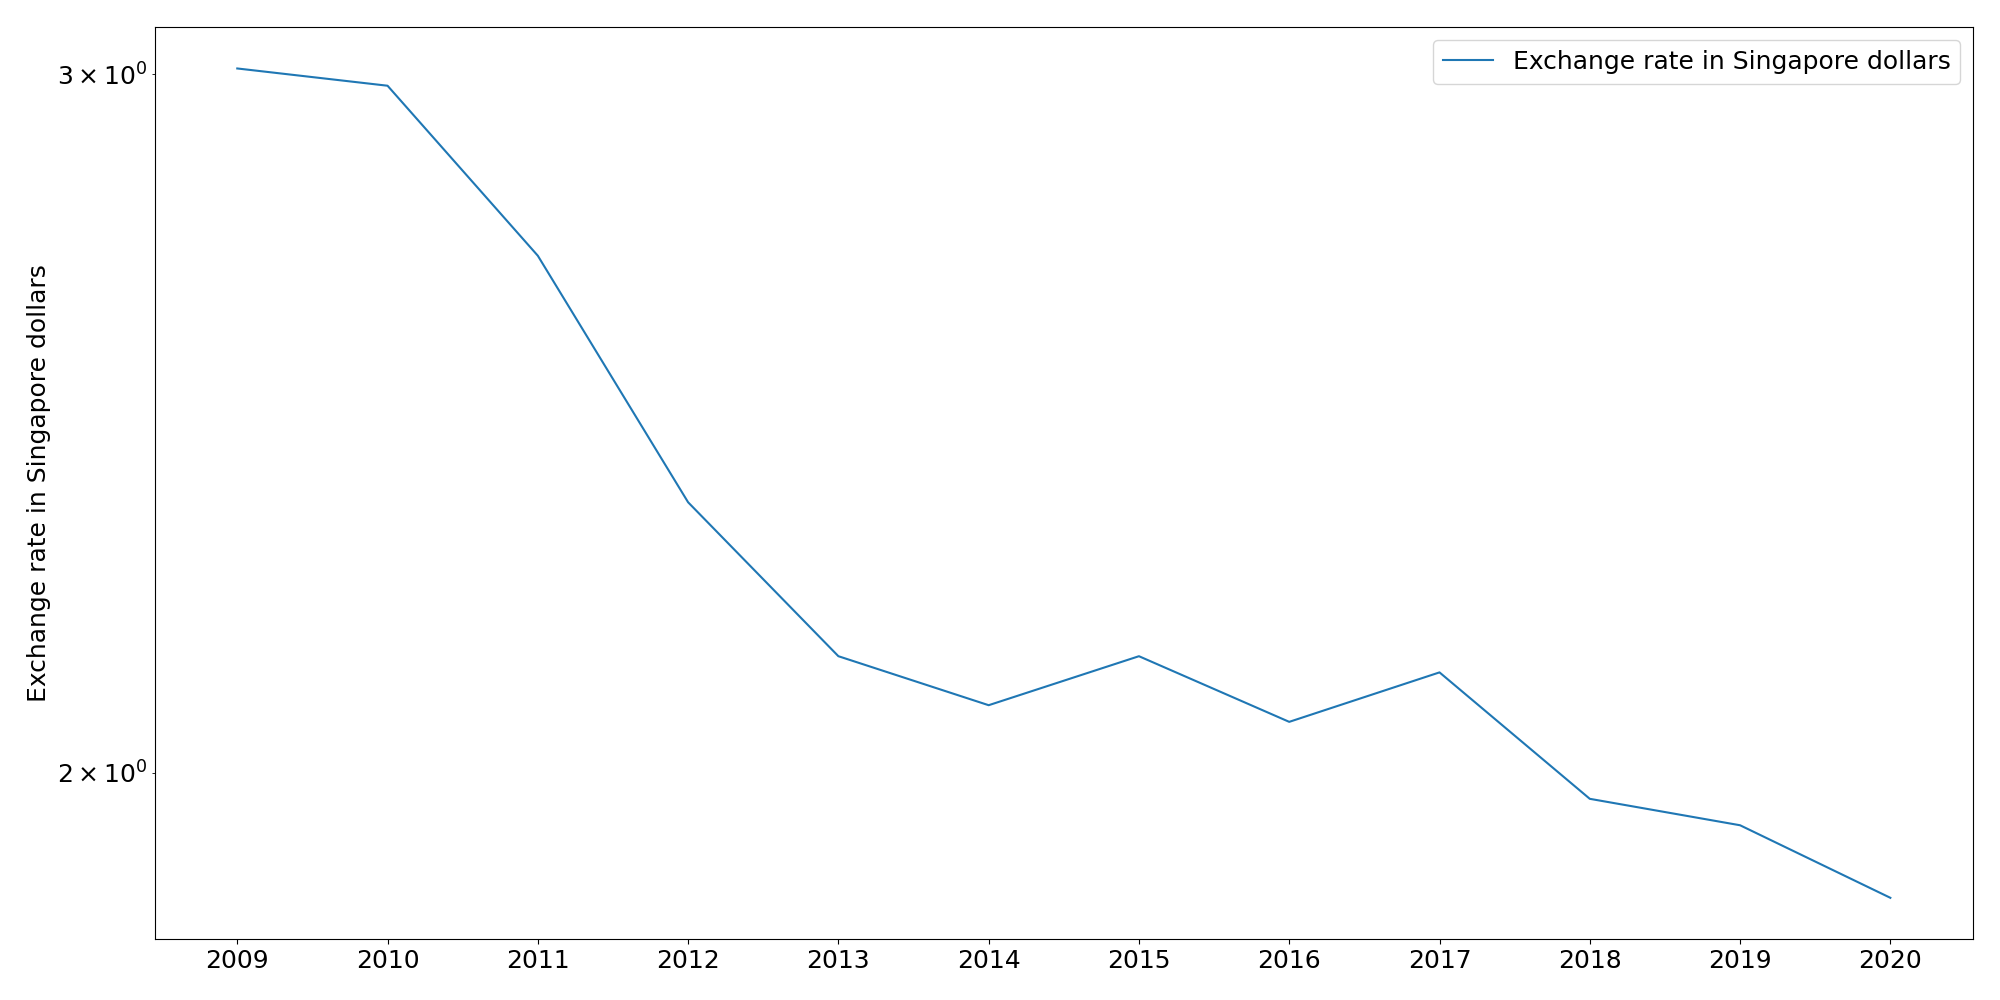 Exchange rate in Singapore dollars
3 × 10⁰
2 × 10⁰
Exchange rate in Singapore dollars
2009 2010 2011 2012 2013 2014 2015 2016 2017 2018 2019 2020